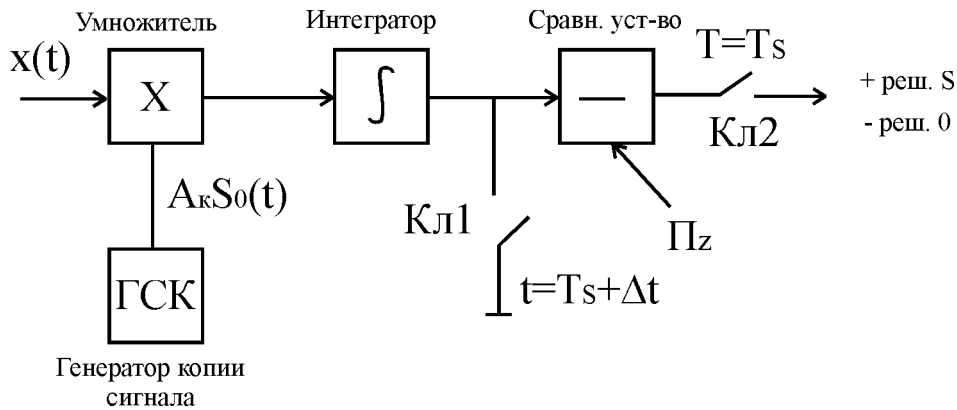 Умножитель
Интегратор
Сравн. уст-во
x(t)
X
∫
—
T=Ts
+ реш. S
- реш. 0
Кл2
AкS0(t)
Кл1
Пz
ГСК
t=Ts+Δt
Генератор копии
сигнала